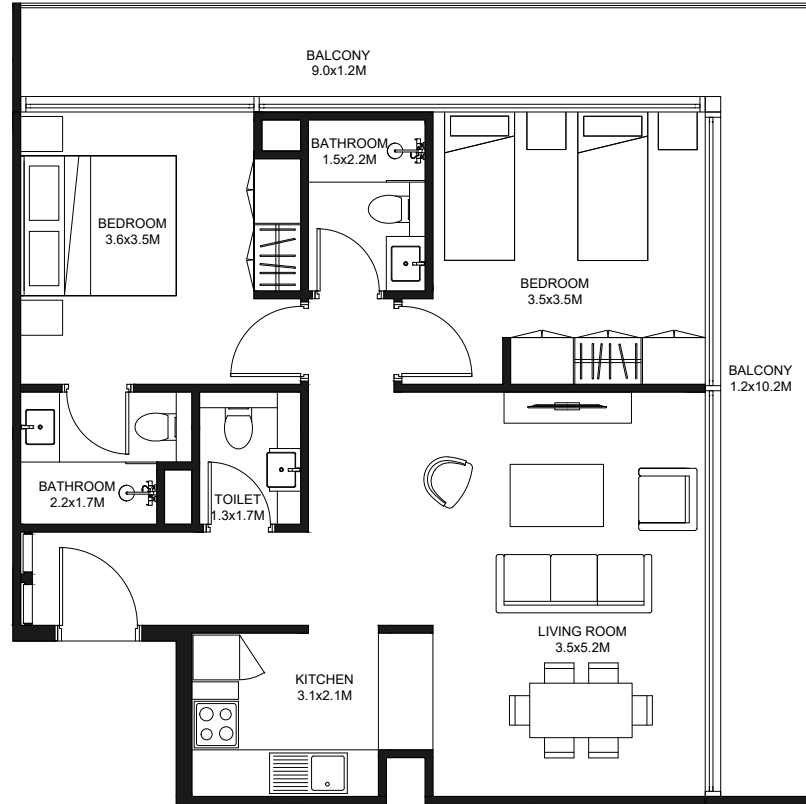 BALCONY
9.0x1.2M
BATHROOM
1.5x2.2M
BEDROOM
3.6x3.5M
BEDROOM
3.5x3.5M
BALCONY
1.2x10.2M
BATHROOM
2.2x1.7M
TOILET
1.3x1.7M
LIVING ROOM
3.5x5.2M
KITCHEN
3.1x2.1M